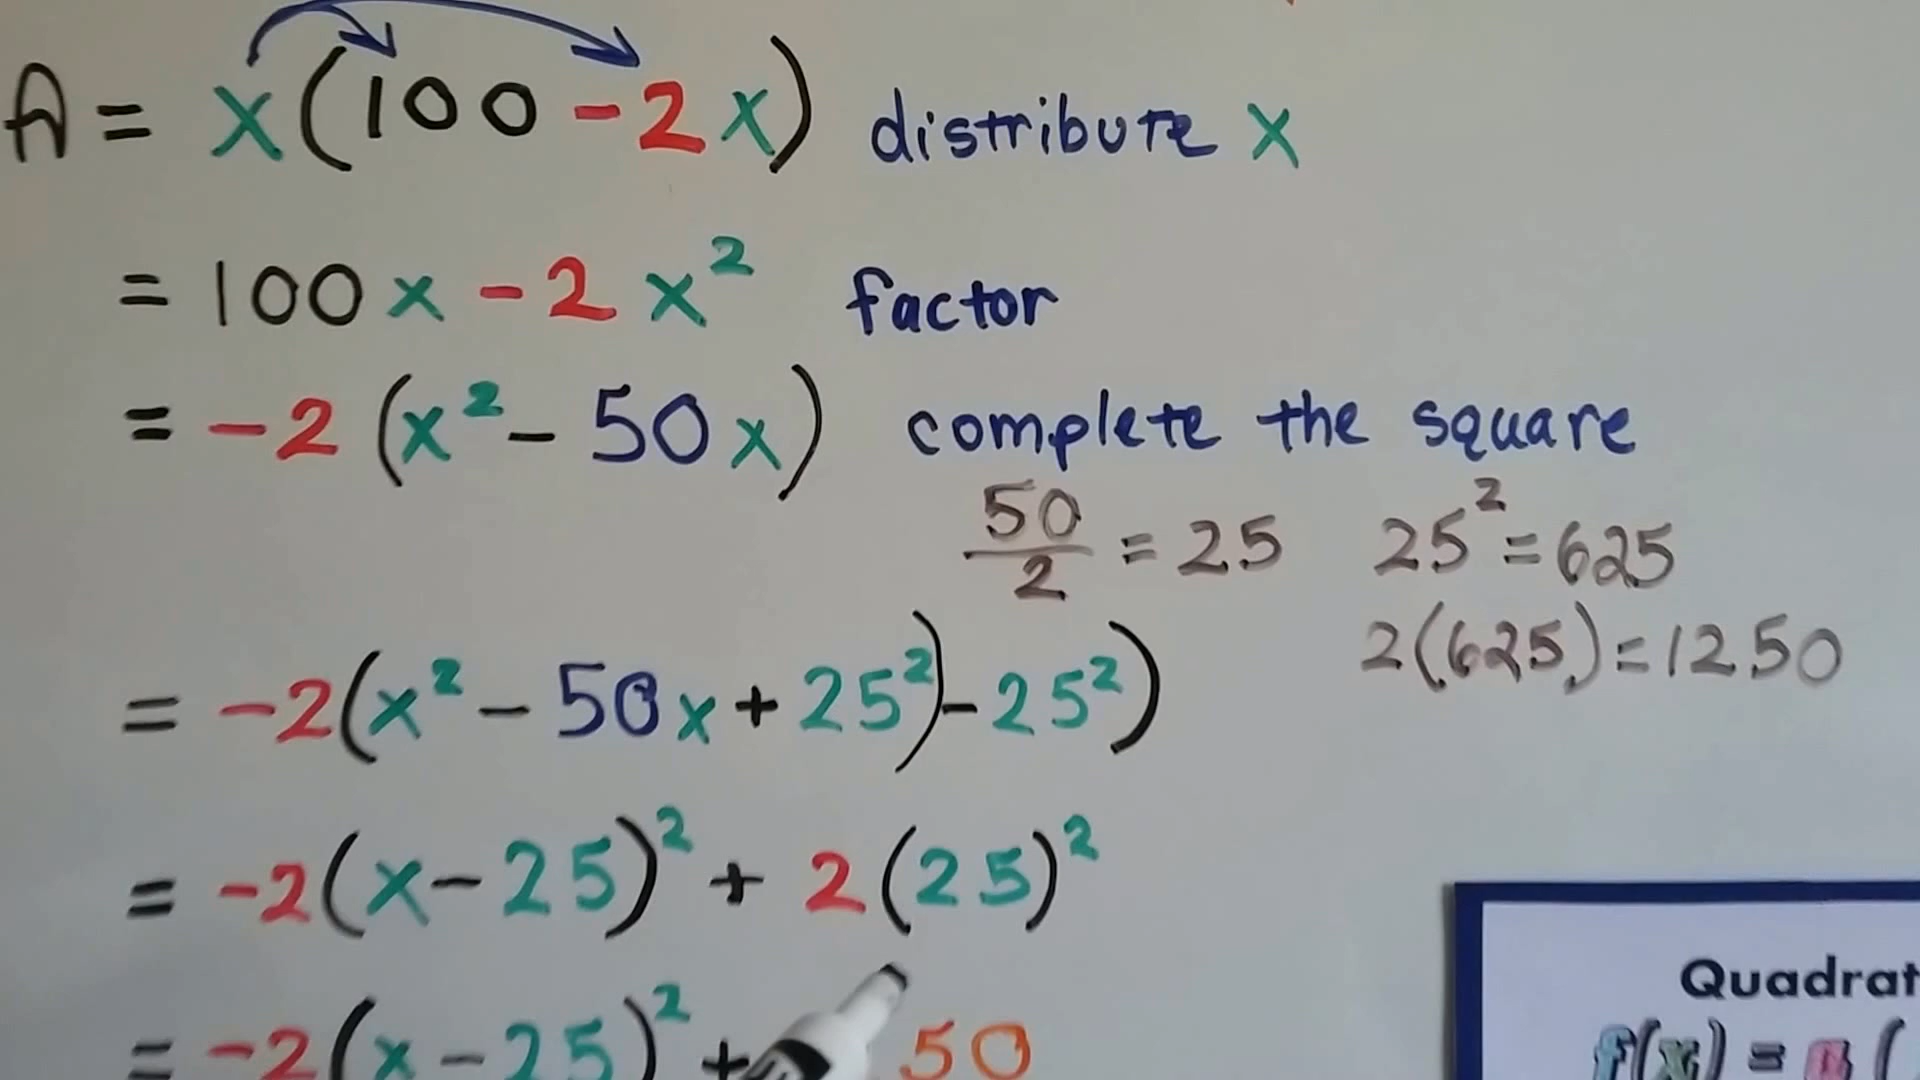 A = x(100 - 2x) distribute x
= 100x - 2x² factor
= -2(x² - 50x) complete the square
50/2 = 25 25² = 625
2(625) = 1250
= -2(x² - 50x + 25²) - 25²)
= -2(x - 25)² + 2(25)²
= -2(x - 25)² + 50
Quadrat
f(x) = a(